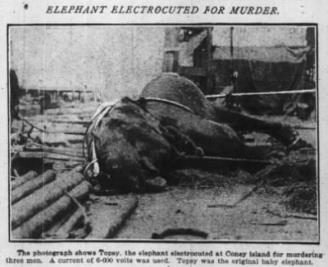 ELEPHANT ELECTROCUTED FOR MURDER.
The photograph shows Topsy, the elephant electrocuted at Coney Island for murdering
three men. A current of 6-600 volts was used. Topsy was the original baby elephant.